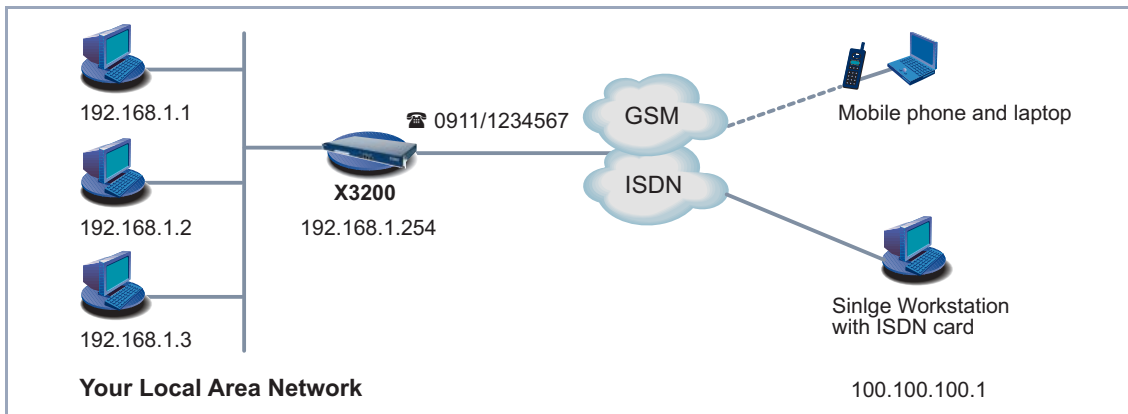 192.168.1.1
192.168.1.2
192.168.1.3
Your Local Area Network
☎ 0911/1234567
X3200
192.168.1.254
GSM
ISDN
Mobile phone and laptop
Sinlge Workstation
with ISDN card
100.100.100.1